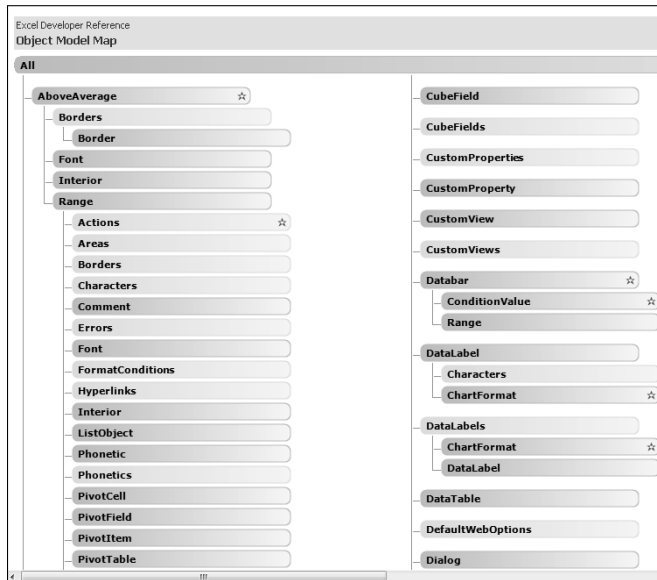 Excel Developer Reference
Object Model Map
All
AboveAverage
Borders
Border
Font
Interior
Range
Actions
Areas
Borders
Characters
Comment
Errors
Font
FormatConditions
Hyperlinks
Interior
ListObject
Phonetic
Phonetics
PivotCell
PivotField
PivotItem
PivotTable
CubeField
CubeFields
CustomProperties
CustomProperty
CustomView
CustomViews
Databar
ConditionValue
Range
DataLabel
Characters
ChartFormat
DataLabels
ChartFormat
DataLabel
DataTable
DefaultWebOptions
Dialog